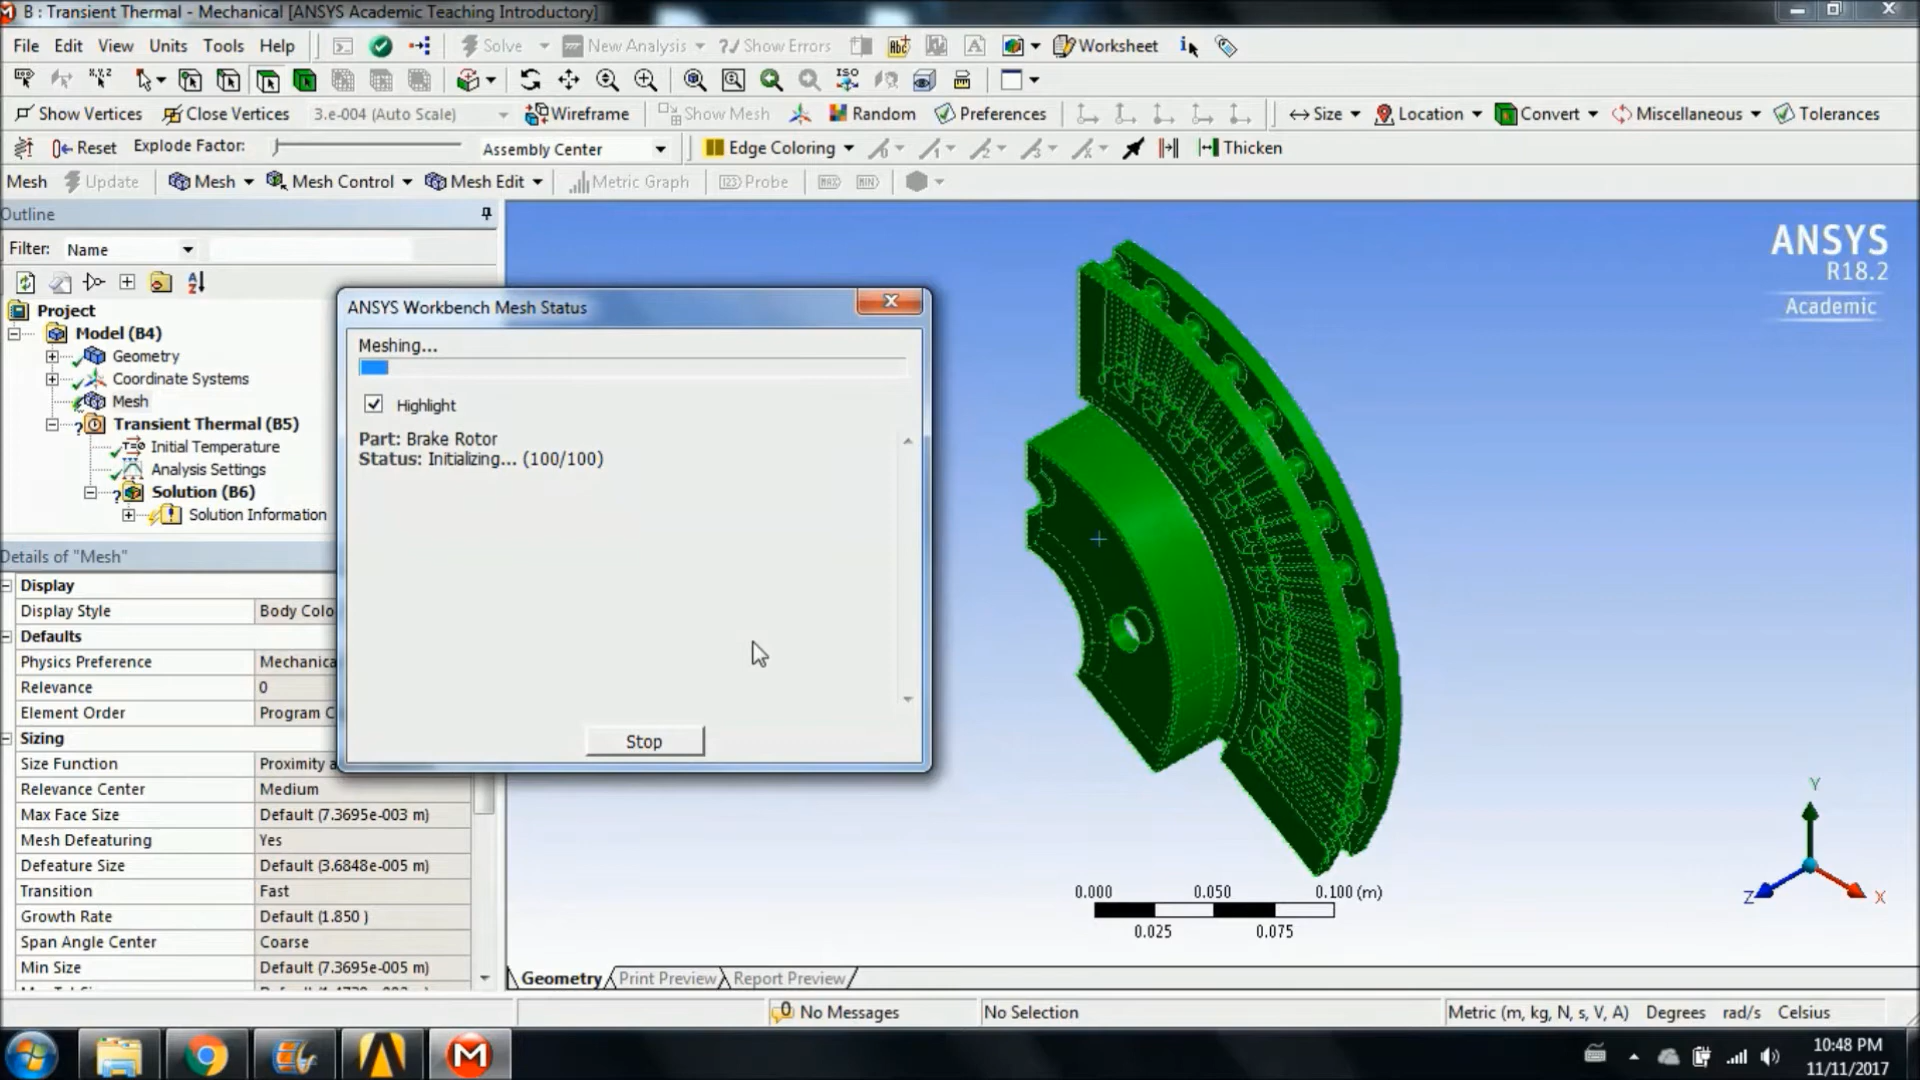 B : Transient Thermal - Mechanical [ANSYS Academic Teaching Introductory]
File Edit View Units Tools Help Solve New Analysis ?/ Show Errors Worksheet i
Show Vertices Close Vertices 3.e-004 (Auto Scale) Wireframe Show Mesh Random Preferences Size Location Convert Miscellaneous Tolerances
Reset Explode Factor: Assembly Center Edge Coloring Thicken
Mesh Update Mesh Mesh Control Mesh Edit Metric Graph Probe MAX MIN
Outline
Filter: Name
Project
Model (B4)
Geometry
Coordinate Systems
Mesh
Transient Thermal (B5)
Initial Temperature
Analysis Settings
Solution (B6)
Solution Information
Details of "Mesh"
Display
Display Style Body Colo
Defaults
Physics Preference Mechanica
Relevance 0
Element Order Program C
Sizing
Size Function Proximity a
Relevance Center Medium
Max Face Size Default (7.3695e-003 m)
Mesh Defeaturing Yes
Defeature Size Default (3.6848e-005 m)
Transition Fast
Growth Rate Default (1.850 )
Span Angle Center Coarse
Min Size Default (7.3695e-005 m)
ANSYS Workbench Mesh Status
Meshing...
Highlight
Part: Brake Rotor
Status: Initializing... (100/100)
Stop
ANSYS
R18.2
Academic
0.000 0.050 0.100 (m)
0.025 0.075
Y
Z
X
Geometry Print Preview Report Preview
0 No Messages No Selection Metric (m, kg, N, s, V, A) Degrees rad/s Celsius
10:48 PM
11/11/2017